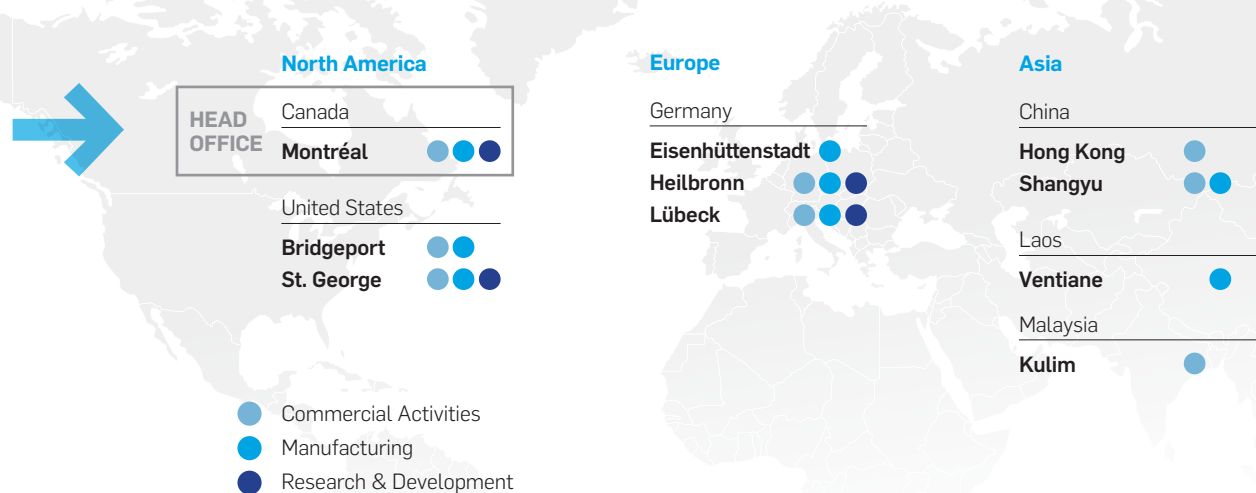 North America
HEAD
OFFICE
Canada
Montréal
United States
Bridgeport
St. George
Europe
Germany
Eisenhüttenstadt
Heilbronn
Lübeck
Asia
China
Hong Kong
Shangyu
Laos
Ventiane
Malaysia
Kulim
Commercial Activities
Manufacturing
Research & Development